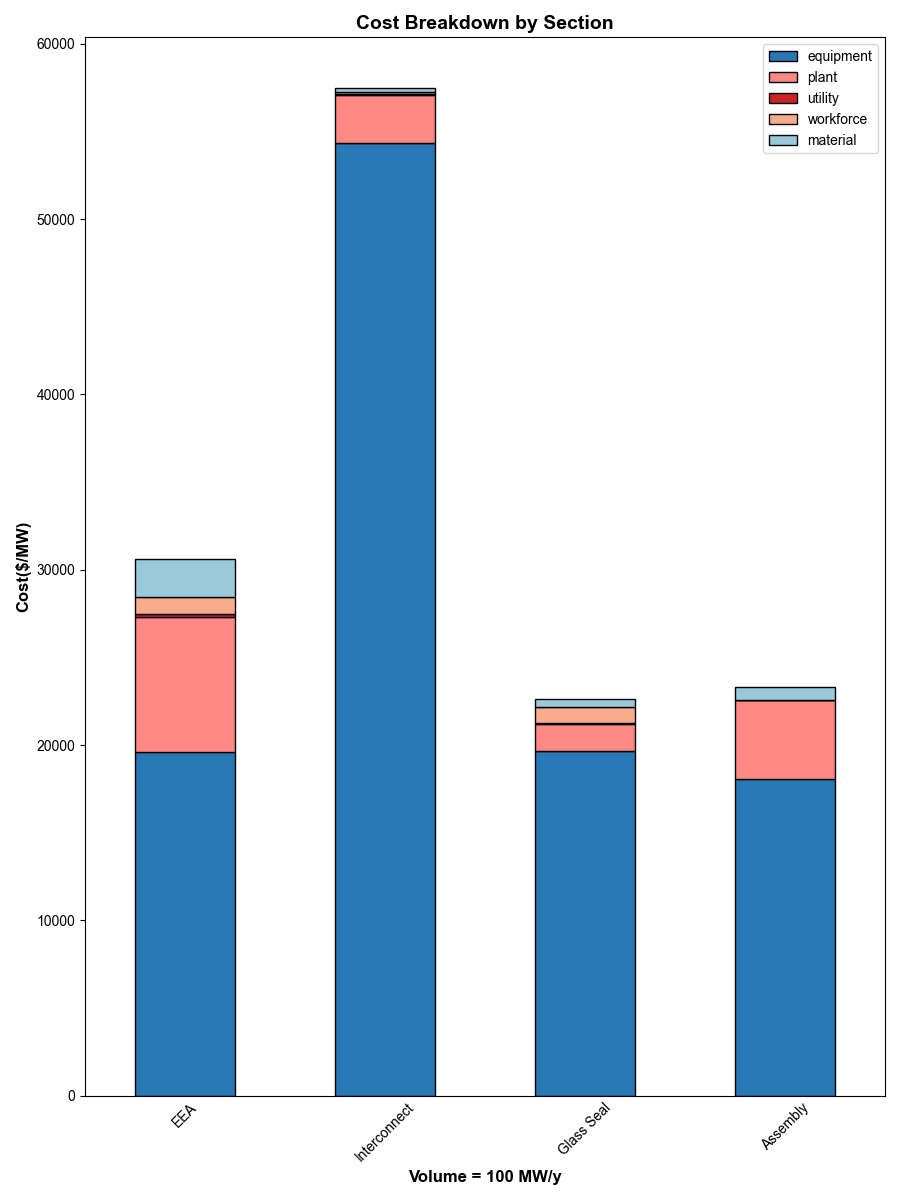 Cost Breakdown by Section
equipment
plant
utility
workforce
material
Cost($/MW)
60000
50000
40000
30000
20000
10000
0
EEA
Interconnect
Glass Seal
Assembly
Volume = 100 MW/y